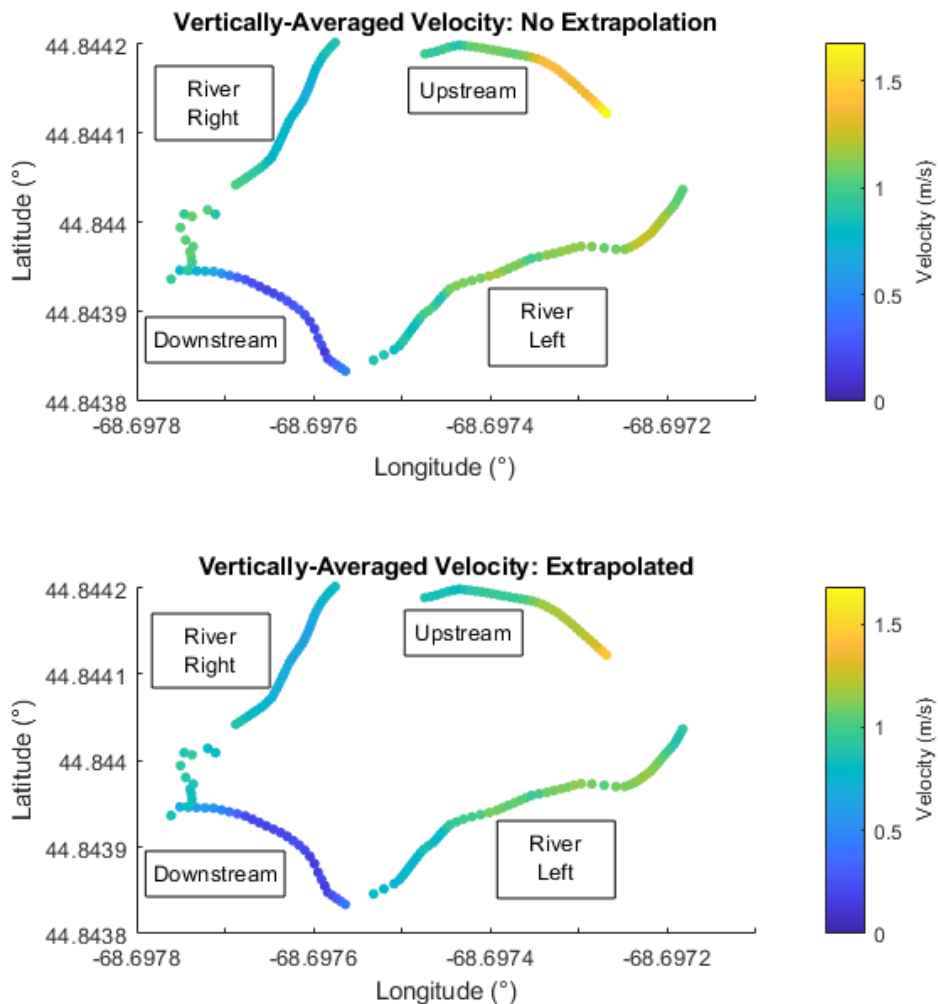 Vertically-Averaged Velocity: No Extrapolation
44.8442
44.8441
44.844
44.8439
44.8438
Latitude (°)
River
Right
Upstream
Downstream
River
Left
-68.6978
-68.6976
-68.6974
-68.6972
Longitude (°)
1.5
1
0.5
0
Velocity (m/s)
Vertically-Averaged Velocity: Extrapolated
44.8442
44.8441
44.844
44.8439
44.8438
Latitude (°)
River
Right
Upstream
Downstream
River
Left
-68.6978
-68.6976
-68.6974
-68.6972
Longitude (°)
1.5
1
0.5
0
Velocity (m/s)